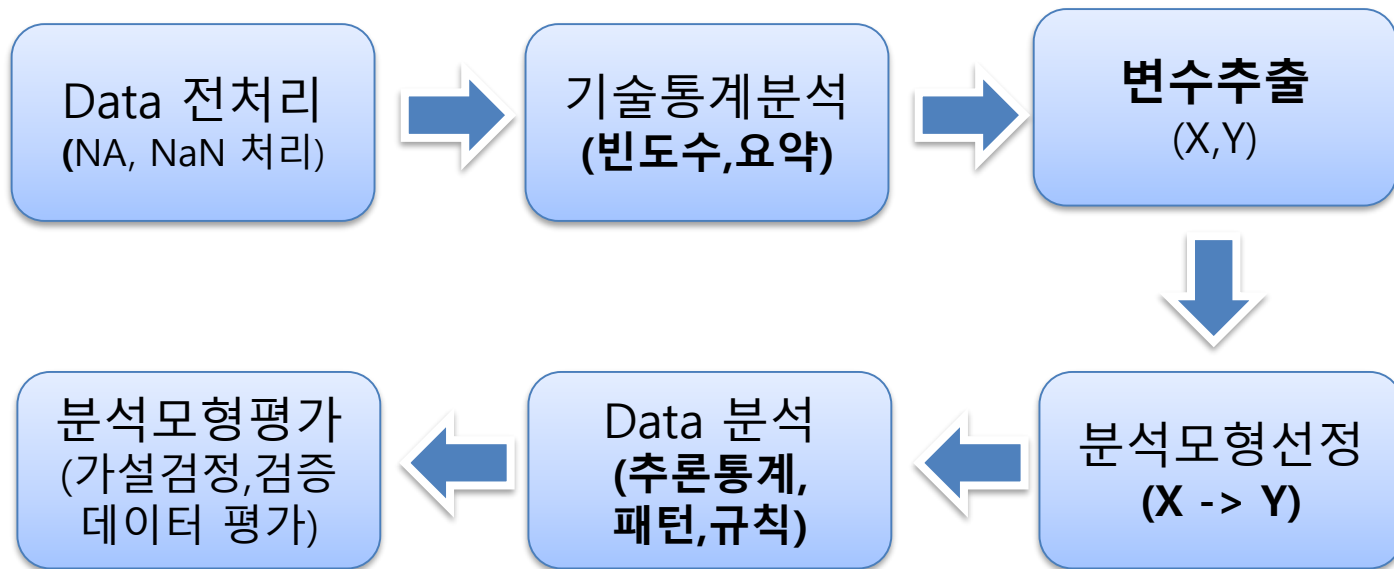 Data 전처리
(NA, NaN 처리)
기술통계분석
(빈도수,요약)
변수추출
(X,Y)
분석모형선정
(X -> Y)
Data 분석
(추론통계,
패턴,규칙)
분석모형평가
(가설검정,검증
데이터 평가)